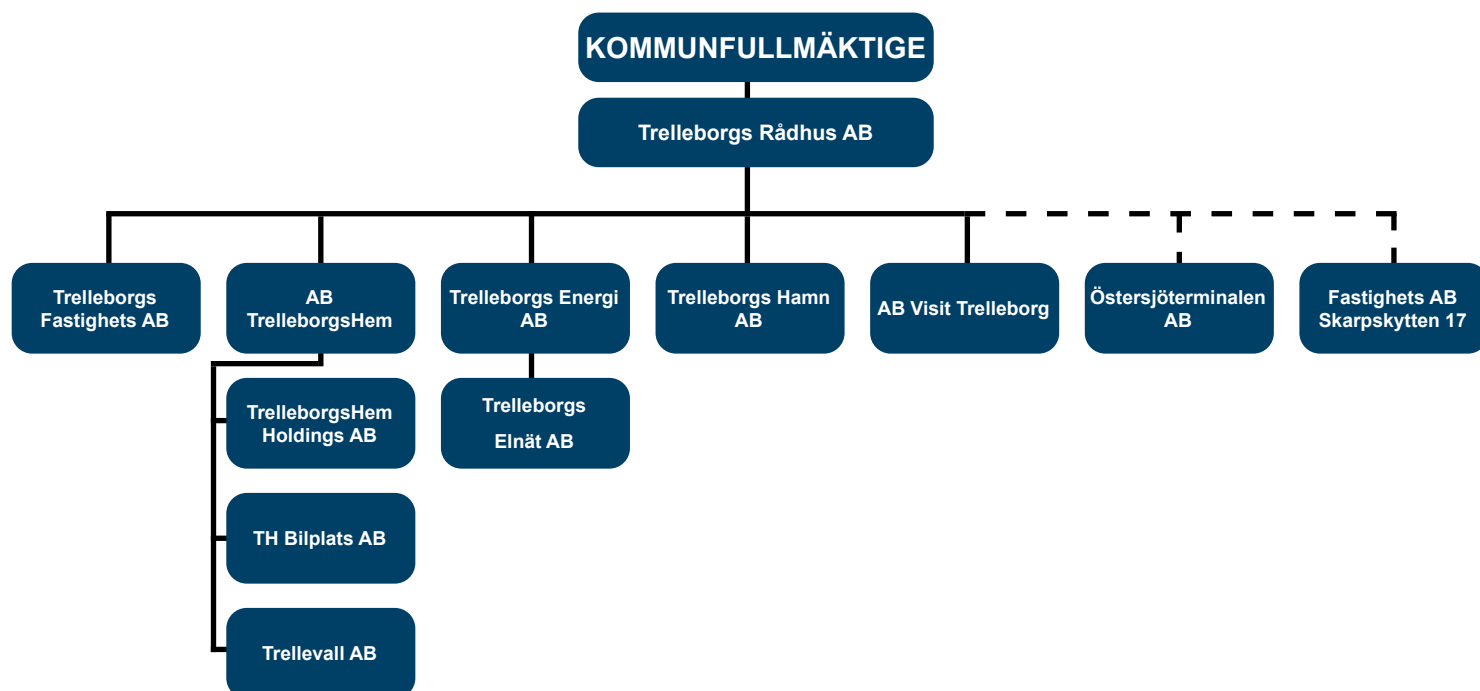 KOMMUNFULLMÄKTIGE
Trelleborgs Rådhus AB
Trelleborgs
Fastighets AB
AB
TrelleborgsHem
Trelleborgs Energi
AB
Trelleborgs Hamn
AB
AB Visit Trelleborg
Östersjöterminalen
AB
Fastighets AB
Skarpskytten 17
TrelleborgsHem
Holdings AB
Trelleborgs
Elnät AB
TH Bilplats AB
Trellevall AB